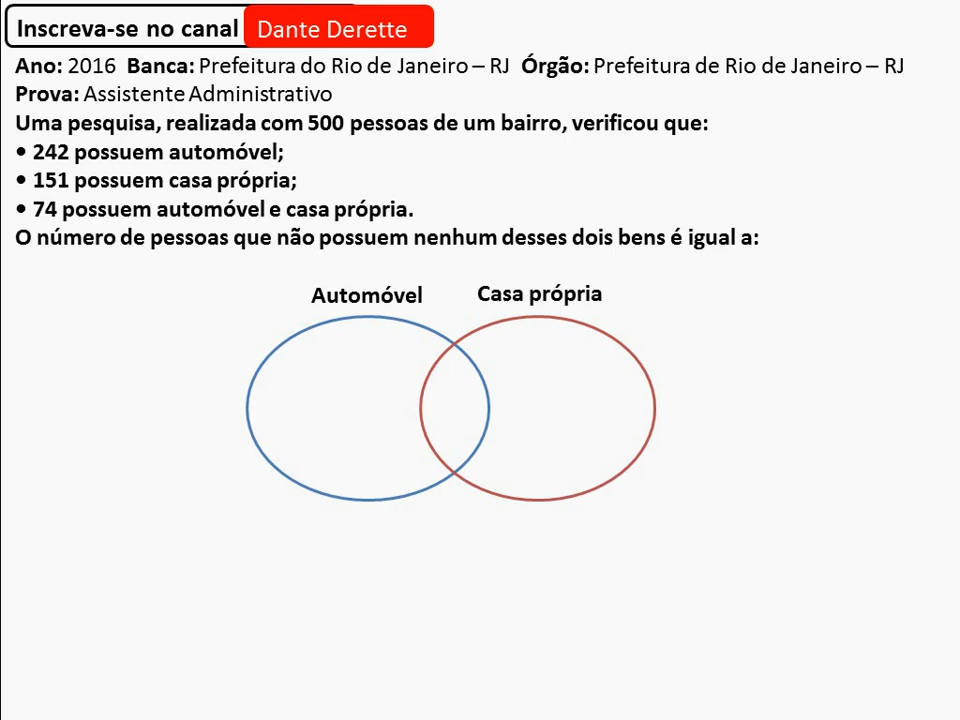 Inscreva-se no canal Dante Derette
Ano: 2016 Banca: Prefeitura do Rio de Janeiro – RJ Órgão: Prefeitura de Rio de Janeiro – RJ
Prova: Assistente Administrativo
Uma pesquisa, realizada com 500 pessoas de um bairro, verificou que:
• 242 possuem automóvel;
• 151 possuem casa própria;
• 74 possuem automóvel e casa própria.
O número de pessoas que não possuem nenhum desses dois bens é igual a:
Automóvel Casa própria